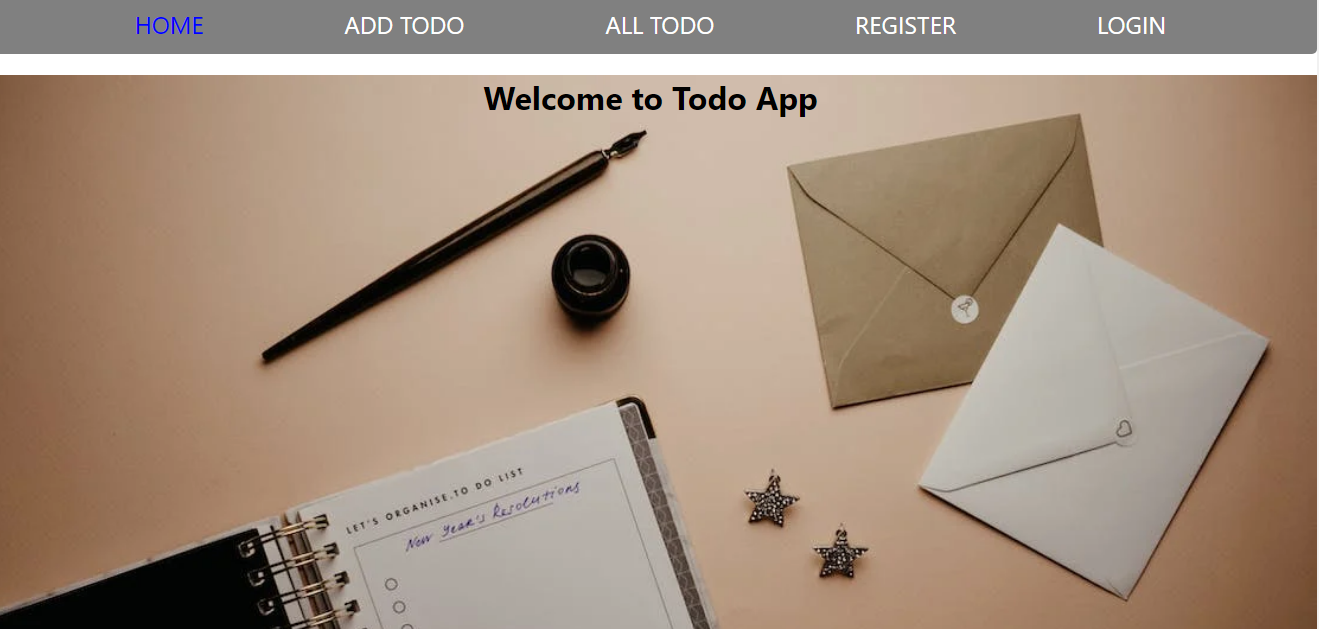 HOME ADD TODO ALL TODO REGISTER LOGIN
Welcome to Todo App
LET'S ORGANISE.TO DO LIST
New Year's Resolutions